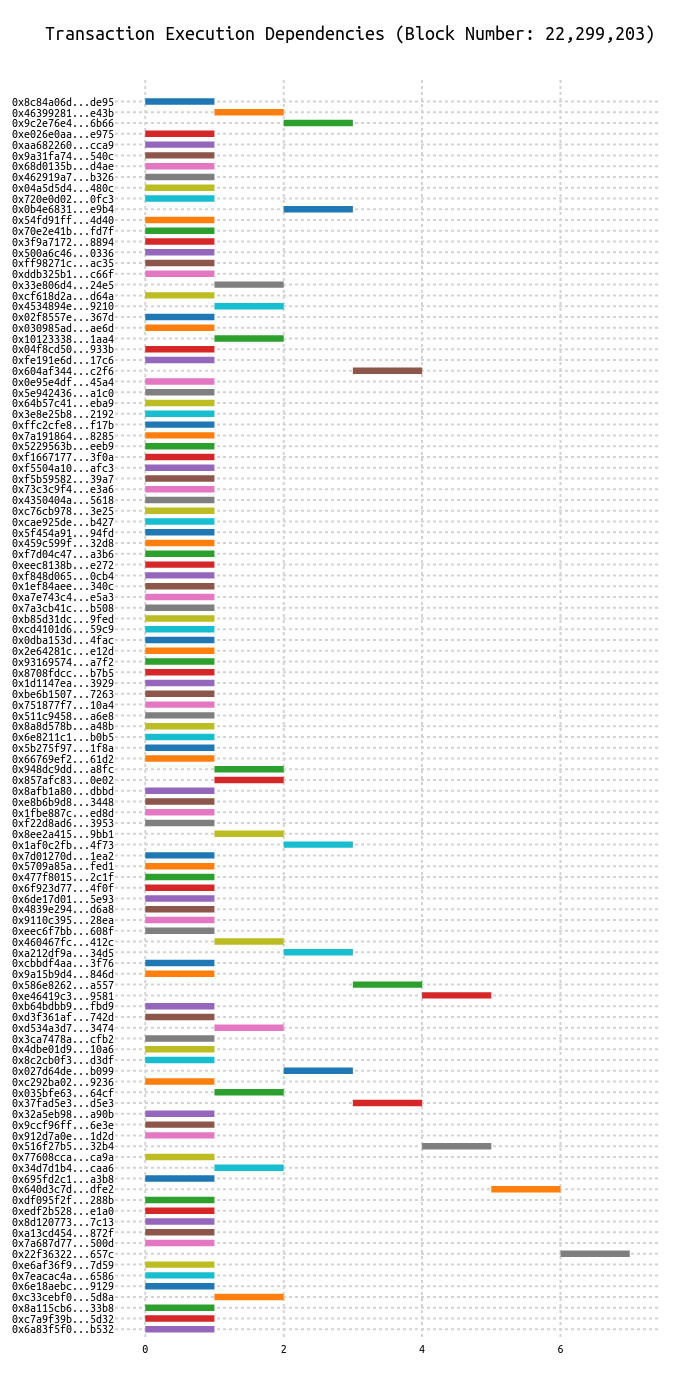 Transaction Execution Dependencies (Block Number: 22,299,203)
0x8c84a06d...de95
0x46399281...e43b
0x9c2e76e4...6b66
0xe026e0aa...e975
0xaa682260...cca9
0x9a31fa74...540c
0x68d0135b...d4ae
0x462919a7...b326
0x04a5d5d4...480c
0x720e0d02...0fc3
0x0b4e6831...e9b4
0x54fd91ff...4d40
0x70e2e41b...fd7f
0x3f9a7172...8894
0x500a6c46...0336
0xff98271c...ac35
0xddb325b1...c66f
0x33e806d4...24e5
0xcf618d2a...d64a
0x4534894e...9210
0x02f8557e...367d
0x030985ad...ae6d
0x10123338...1aa4
0x04f8cd50...933b
0xfe191e6d...17c6
0x604af344...c2f6
0x0e95e4df...45a4
0x5e942436...a1c0
0x64b57c41...eba9
0x3e8e25b8...2192
0xffc2cfe8...f17b
0x7a191864...8285
0x5229563b...eeb9
0xf1667177...3f0a
0xf5504a10...afc3
0xf5b59582...39a7
0x73c3c9f4...e3a6
0x4350404a...5618
0xc76cb978...3e25
0xcae925de...b427
0x5f454a91...94fd
0x459c599f...32d8
0xf7d04c47...a3b6
0xeec8138b...e272
0xf848d065...0cb4
0x1ef84aee...340c
0xa7e743c4...e5a3
0x7a3cb41c...b508
0xb85d31dc...9fed
0xcd4101d6...59c9
0x0dba153d...4fac
0x2e64281c...e12d
0x93169574...a7f2
0x8708fdcc...b7b5
0x1d1147ea...3929
0xbe6b1507...7263
0x751877f7...10a4
0x511c9458...a6e8
0x8a8d578b...a48b
0x6e8211c1...b0b5
0x5b275f97...1f8a
0x66769ef2...61d2
0x948dc9dd...a8fc
0x857afc83...0e02
0x8afb1a80...dbbd
0xe8b6b9d8...3448
0x1fbe887c...ed8d
0xf22d8ad6...3953
0x8ee2a415...9bb1
0x1af0c2fb...4f73
0x7d01270d...1ea2
0x5709a85a...fed1
0x477f8015...2c1f
0x6f923d77...4f0f
0x6de17d01...5e93
0x4839e294...d6a8
0x9110c395...28ea
0xeec6f7bb...608f
0x460467fc...412c
0xa212df9a...34d5
0xcbbdf4aa...3f76
0x9a15b9d4...846d
0x586e8262...a557
0xe46419c3...9581
0xb64bdbb9...fbd9
0xd3f361af...742d
0xd534a3d7...3474
0x3ca7478a...cfb2
0x4dbe01d9...10a6
0x8c2cb0f3...d3df
0x027d64de...b099
0xc292ba02...9236
0x035bfe63...64cf
0x37fad5e3...d5e3
0x32a5eb98...a90b
0x9ccf96ff...6e3e
0x912d7a0e...1d2d
0x516f27b5...32b4
0x77608cca...ca9a
0x34d7d1b4...caa6
0x695fd2c1...a3b8
0x640d3c7d...dfe2
0xdf095f2f...288b
0xedf2b528...e1a0
0x8d120773...7c13
0xa13cd454...872f
0x7a687d77...500d
0x22f36322...657c
0xe6af36f9...7d59
0x7eacac4a...6586
0x6e18aebc...9129
0xc33cebf0...5d8a
0x8a115cb6...33b8
0xc7a9f39b...5d32
0x6a83f5f0...b532
0 2 4 6